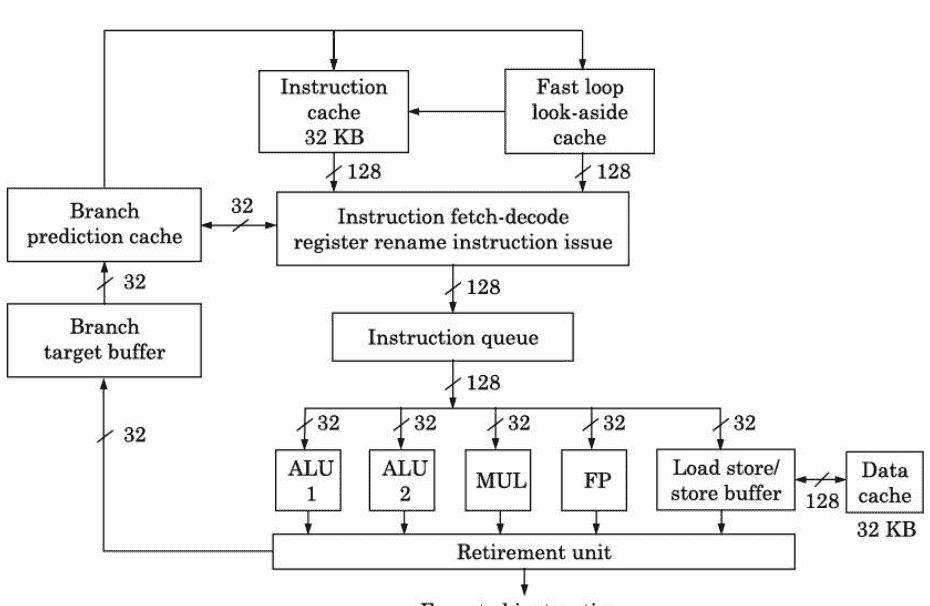 Instruction
cache
32 KB
Fast loop
look-aside
cache
128
128
Branch
prediction cache
32
Instruction fetch-decode
register rename instruction issue
32
128
Branch
target buffer
Instruction queue
128
32
32
32
32
32
32
ALU
1
ALU
2
MUL
FP
Load store/
store buffer
128
Data
cache
32 KB
Retirement unit